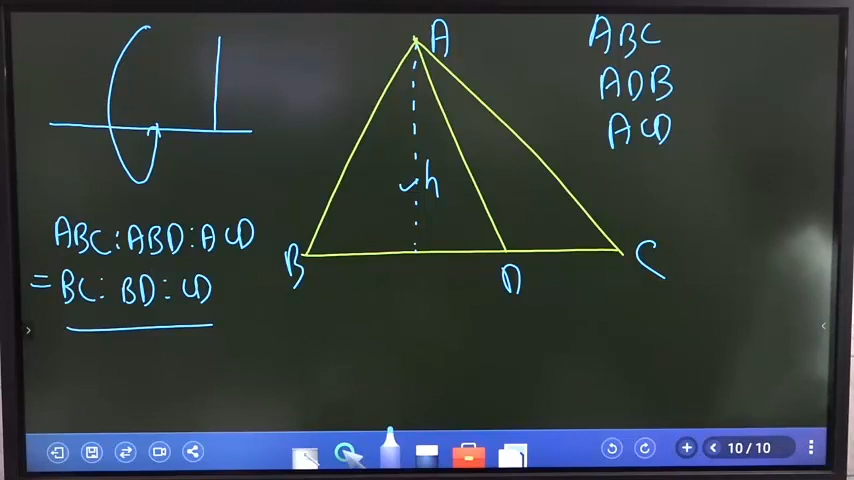 A
ABC
ADB
ACD
h
ABC:ABD:ACD
B
C
=BC:BD:CD
D
10/10